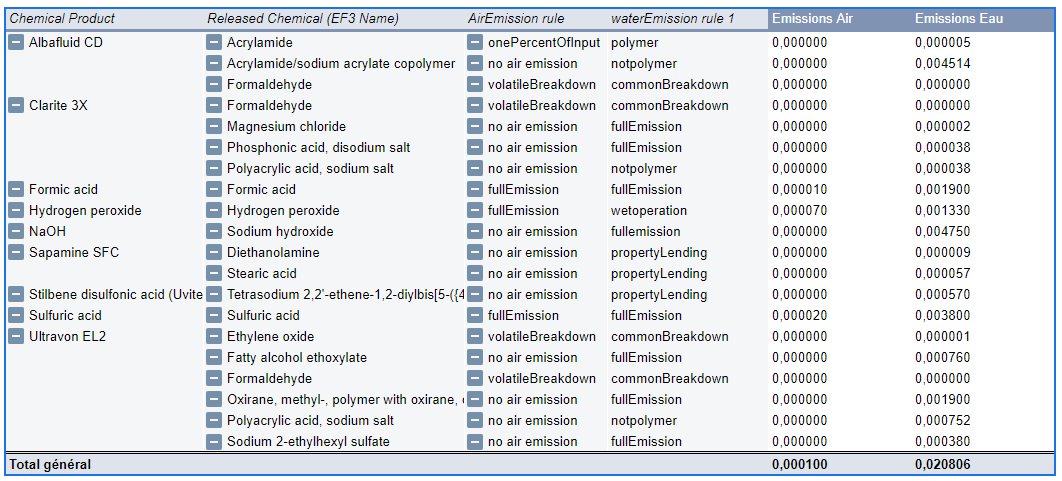 Chemical Product Released Chemical (EF3 Name) AirEmission rule waterEmission rule 1 Emissions Air Emissions Eau
Albafluid CD Acrylamide onePercentOfInput polymer 0,000000 0,000005
Acrylamide/sodium acrylate copolymer no air emission notpolymer 0,000000 0,004514
Formaldehyde volatileBreakdown commonBreakdown 0,000000 0,000000
Clarite 3X Formaldehyde volatileBreakdown commonBreakdown 0,000000 0,000000
Magnesium chloride no air emission fullEmission 0,000000 0,000002
Phosphonic acid, disodium salt no air emission fullEmission 0,000000 0,000038
Polyacrylic acid, sodium salt no air emission notpolymer 0,000000 0,000038
Formic acid Formic acid fullEmission fullEmission 0,000010 0,001900
Hydrogen peroxide Hydrogen peroxide fullEmission wetoperation 0,000070 0,001330
NaOH Sodium hydroxide no air emission fullemission 0,000000 0,004750
Sapamine SFC Diethanolamine no air emission propertyLending 0,000000 0,000009
Stearic acid no air emission propertyLending 0,000000 0,000057
Stilbene disulfonic acid (Uvite Tetrasodium 2,2'-ethene-1,2-diylbis[5-({4 no air emission propertyLending 0,000000 0,000570
Sulfuric acid Sulfuric acid fullEmission fullEmission 0,000020 0,003800
Ultravon EL2 Ethylene oxide volatileBreakdown commonBreakdown 0,000000 0,000001
Fatty alcohol ethoxylate no air emission fullEmission 0,000000 0,000760
Formaldehyde volatileBreakdown commonBreakdown 0,000000 0,000000
Oxirane, methyl-, polymer with oxirane, no air emission fullEmission 0,000000 0,001900
Polyacrylic acid, sodium salt no air emission notpolymer 0,000000 0,000752
Sodium 2-ethylhexyl sulfate no air emission fullEmission 0,000000 0,000380
Total général 0,000100 0,020806